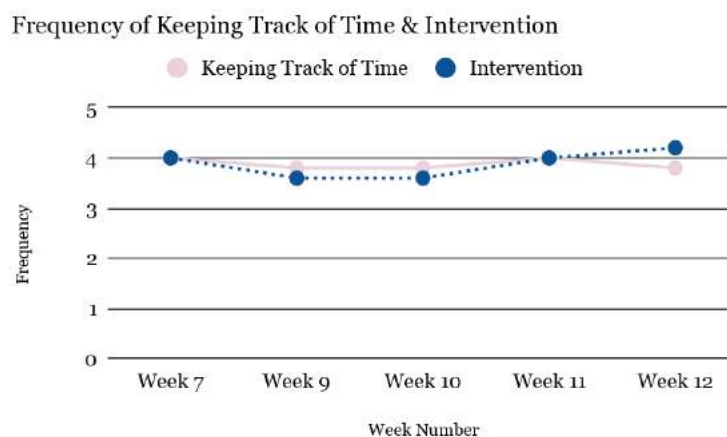 Frequency of Keeping Track of Time & Intervention
Keeping Track of Time Intervention
5
4
3
2
1
0
Frequency
Week 7 Week 9 Week 10 Week 11 Week 12
Week Number